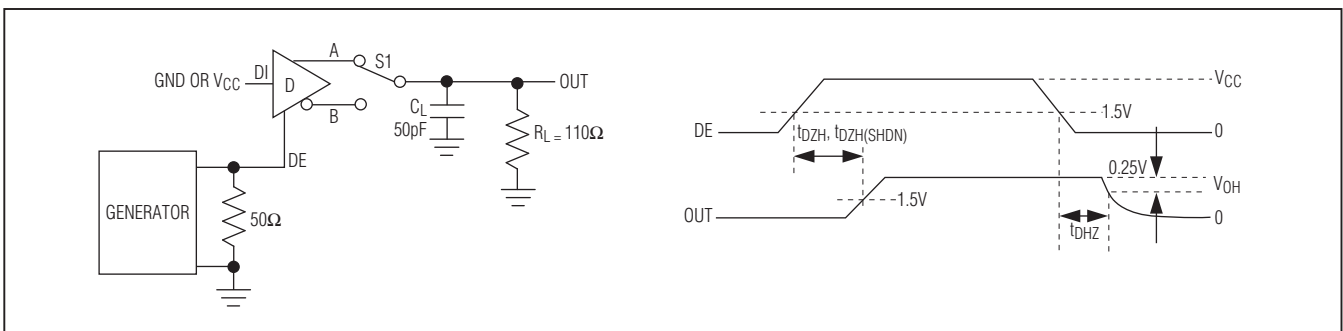 A
S1
GND OR VCC
DI
D
OUT
B
CL
50pF
RL = 110Ω
DE
GENERATOR
50Ω
VCC
1.5V
DE
0
tDZH, tDZH(SHDN)
0.25V
VOH
1.5V
OUT
0
tDHZ